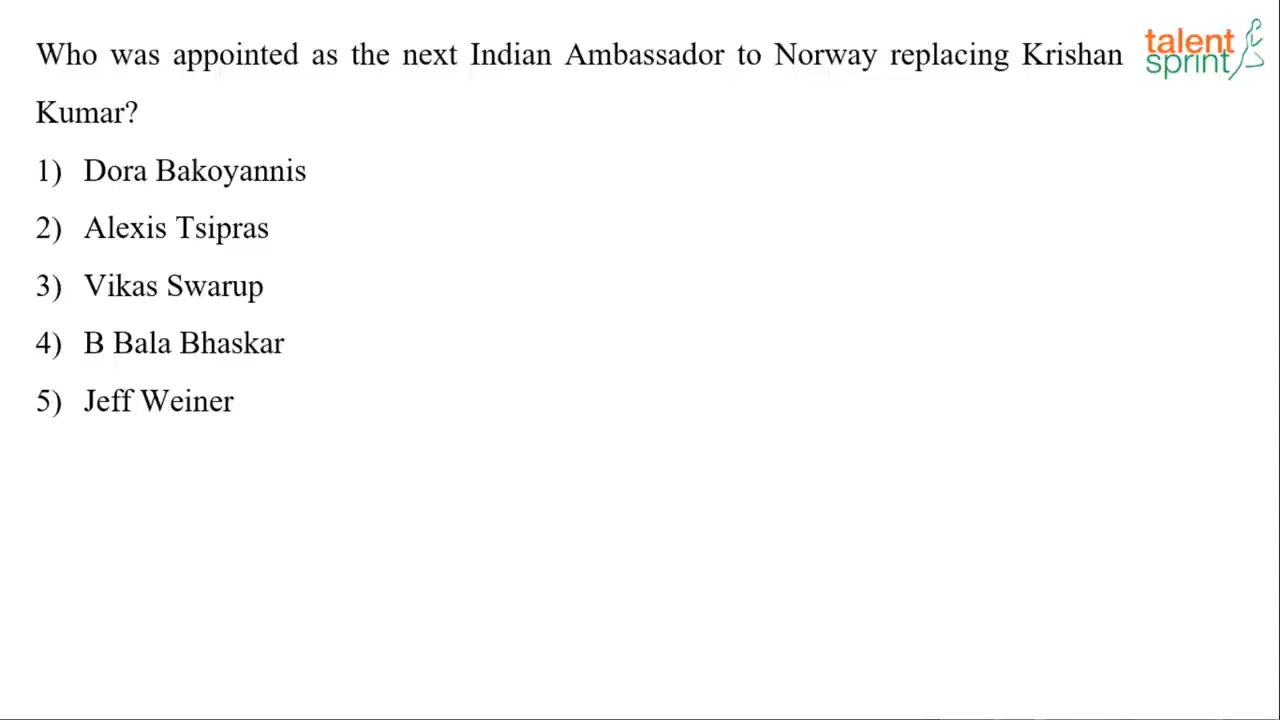 Who was appointed as the next Indian Ambassador to Norway replacing Krishan
Kumar?
1) Dora Bakoyannis
2) Alexis Tsipras
3) Vikas Swarup
4) B Bala Bhaskar
5) Jeff Weiner
talent
sprint